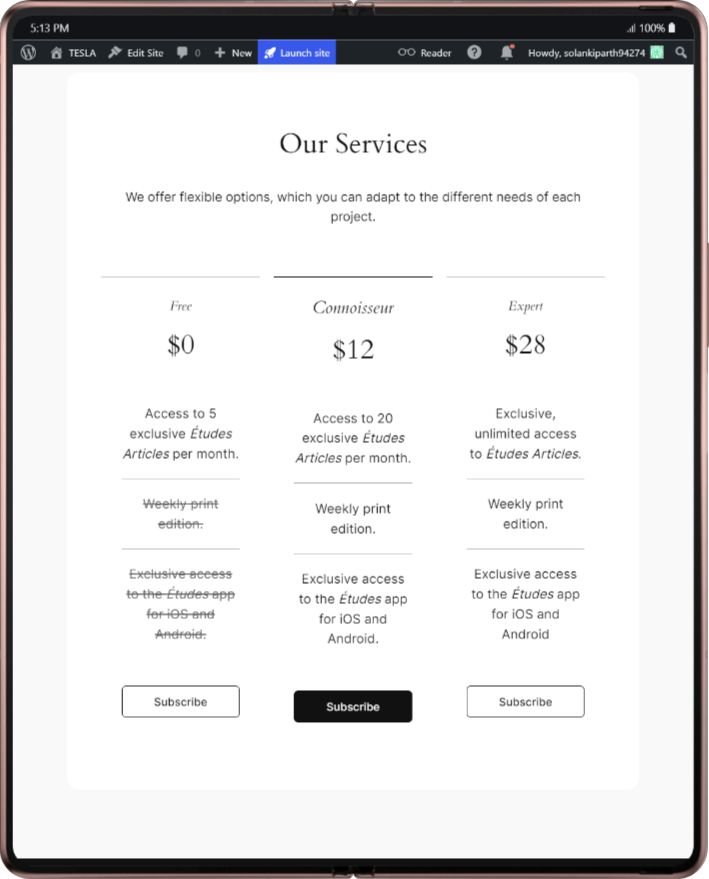 5:13 PM 100%
TESLA Edit Site 0 New Launch site Reader Howdy, solankiparth94274
Our Services
We offer flexible options, which you can adapt to the different needs of each
project.
Free
$0
Access to 5
exclusive Études
Articles per month.
Weekly print
edition.
Exclusive access
to the Études app
for iOS and
Android.
Subscribe
Connoisseur
$12
Access to 20
exclusive Études
Articles per month.
Weekly print
edition.
Exclusive access
to the Études app
for iOS and
Android.
Subscribe
Expert
$28
Exclusive,
unlimited access
to Études Articles.
Weekly print
edition.
Exclusive access
to the Études app
for iOS and
Android
Subscribe